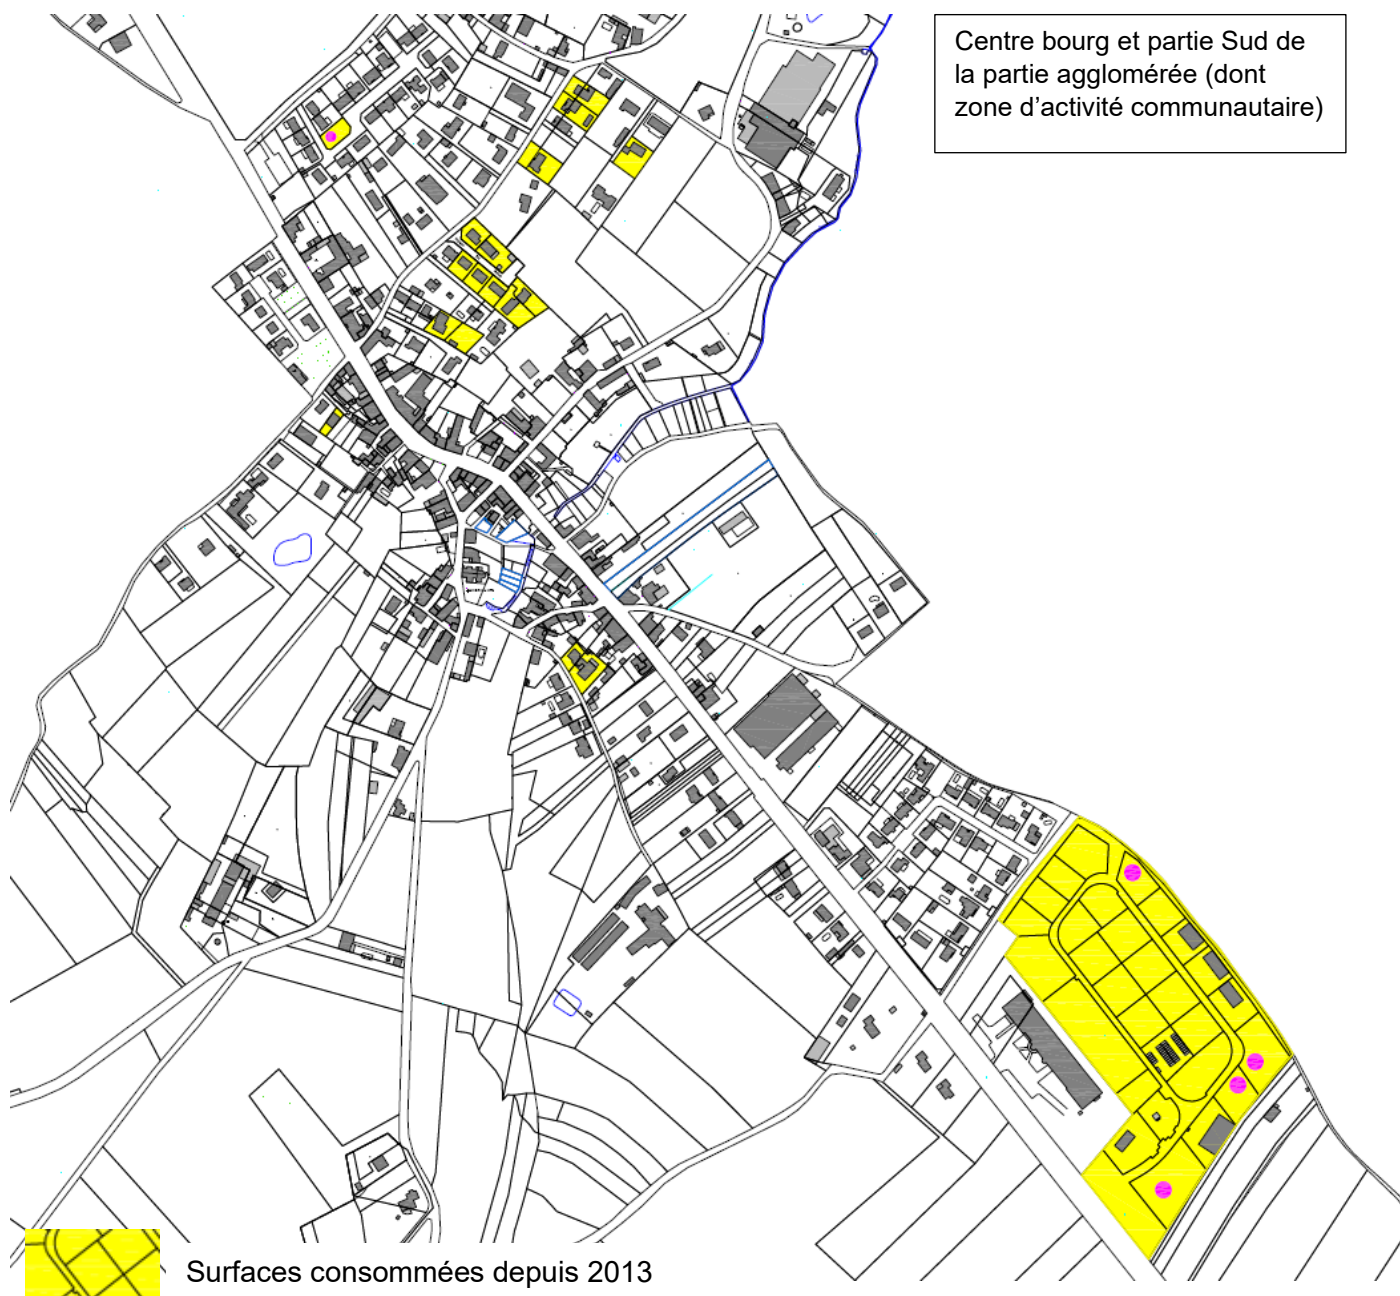 Centre bourg et partie Sud de
la partie agglomérée (dont
zone d’activité communautaire)
Surfaces consommées depuis 2013